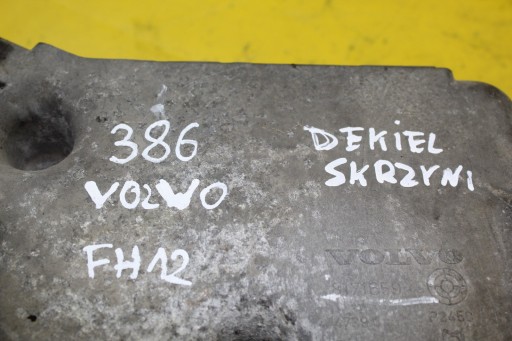 386
VOLVO
FH12
DEKIEL
SKRZYNI
VOLVO